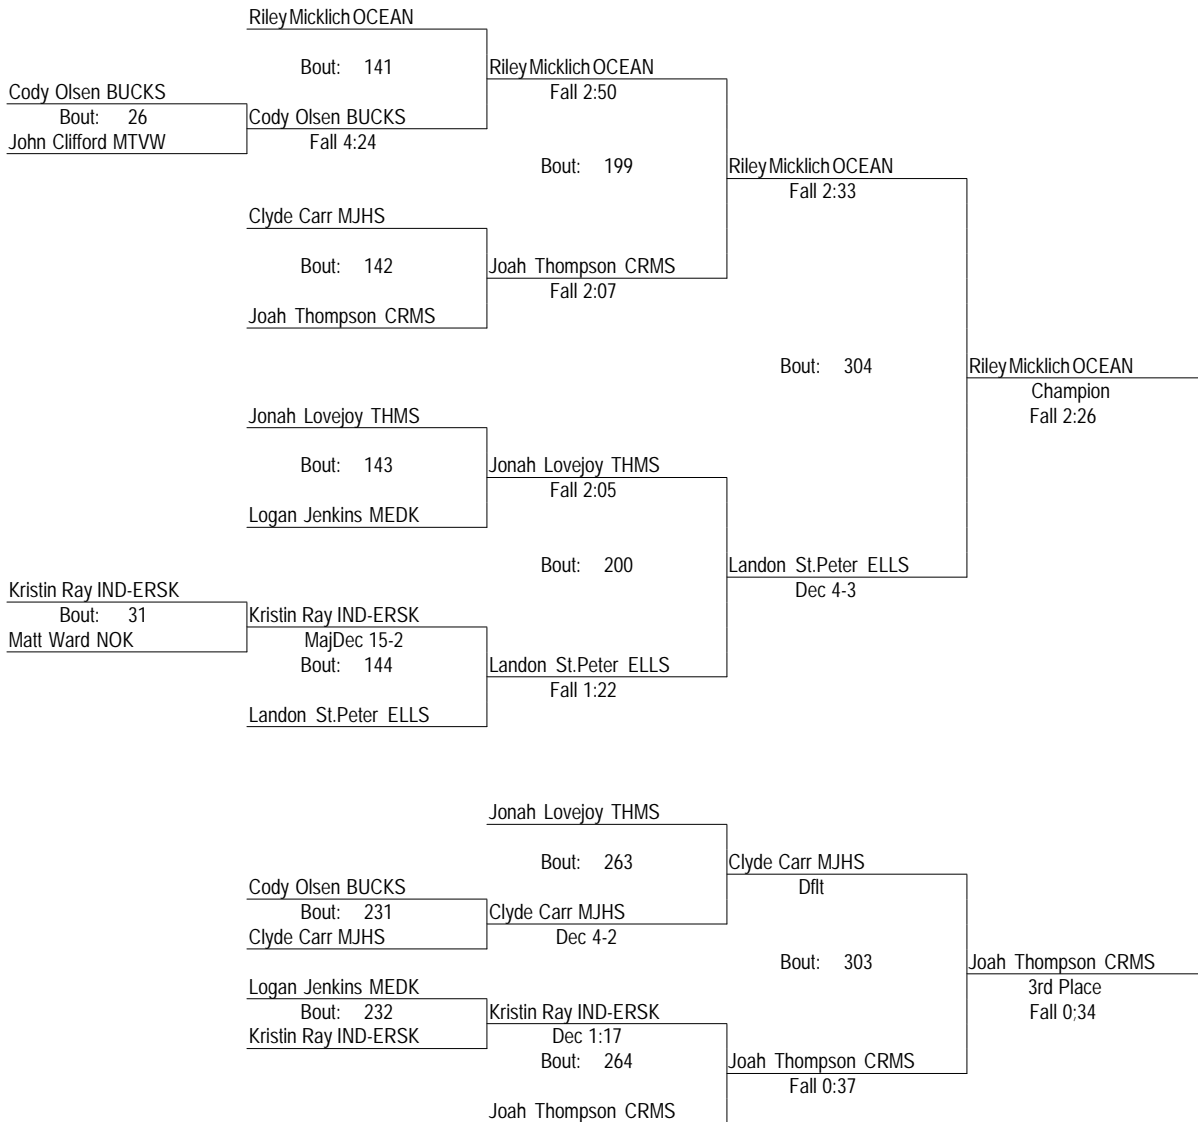 Riley Micklich OCEAN
Bout: 141
Riley Micklich OCEAN
Fall 2:50
Cody Olsen BUCKS
Bout: 26
John Clifford MTVW
Cody Olsen BUCKS
Fall 4:24
Bout: 199
Riley Micklich OCEAN
Fall 2:33
Clyde Carr MJHS
Bout: 142
Joah Thompson CRMS
Fall 2:07
Joah Thompson CRMS
Bout: 304
Riley Micklich OCEAN
Champion
Fall 2:26
Jonah Lovejoy THMS
Bout: 143
Jonah Lovejoy THMS
Fall 2:05
Logan Jenkins MEDK
Bout: 200
Landon St.Peter ELLS
Dec 4-3
Kristin Ray IND-ERSK
Bout: 31
Matt Ward NOK
Kristin Ray IND-ERSK
MajDec 15-2
Bout: 144
Landon St.Peter ELLS
Fall 1:22
Landon St.Peter ELLS
Jonah Lovejoy THMS
Bout: 263
Clyde Carr MJHS
Dflt
Cody Olsen BUCKS
Bout: 231
Clyde Carr MJHS
Clyde Carr MJHS
Dec 4-2
Bout: 303
Joah Thompson CRMS
3rd Place
Fall 0;34
Logan Jenkins MEDK
Bout: 232
Kristin Ray IND-ERSK
Kristin Ray IND-ERSK
Dec 1:17
Bout: 264
Joah Thompson CRMS
Fall 0:37
Joah Thompson CRMS